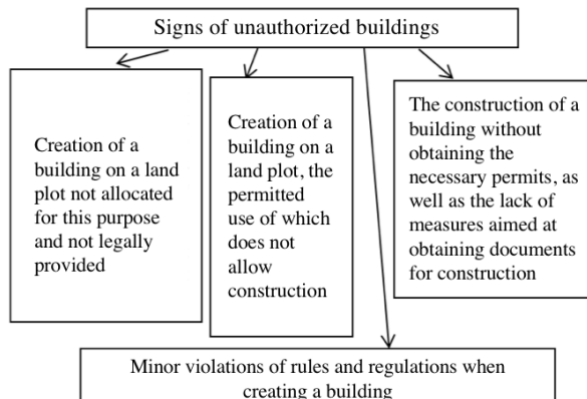 Signs of unauthorized buildings
Creation of a
building on a land
plot not allocated
for this purpose
and not legally
provided
Creation of a
building on a
land plot, the
permitted
use of which
does not
allow
construction
The construction of a
building without
obtaining the
necessary permits, as
well as the lack of
measures aimed at
obtaining documents
for construction
Minor violations of rules and regulations when
creating a building